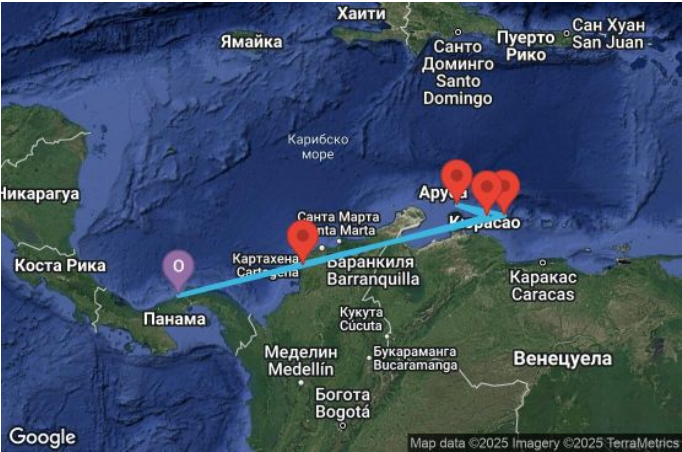 Хаити
Ямайка
Санто
Доминго
Santo
Domingo
Пуерто
Рико
Сан Хуан
San Juan
Карибско
море
Никарагуа
Аруба
Кюрасао
Санта Марта
Santa Marta
Картахена
Cartagena
Баранкиля
Barranquilla
Коста Рика
O
Панама
Каракас
Caracas
Кукута
Cúcuta
Букараманга
Bucaramanga
Меделин
Medellín
Венецуела
Богота
Bogotá
Google
Map data ©2025 Imagery ©2025 TerraMetrics